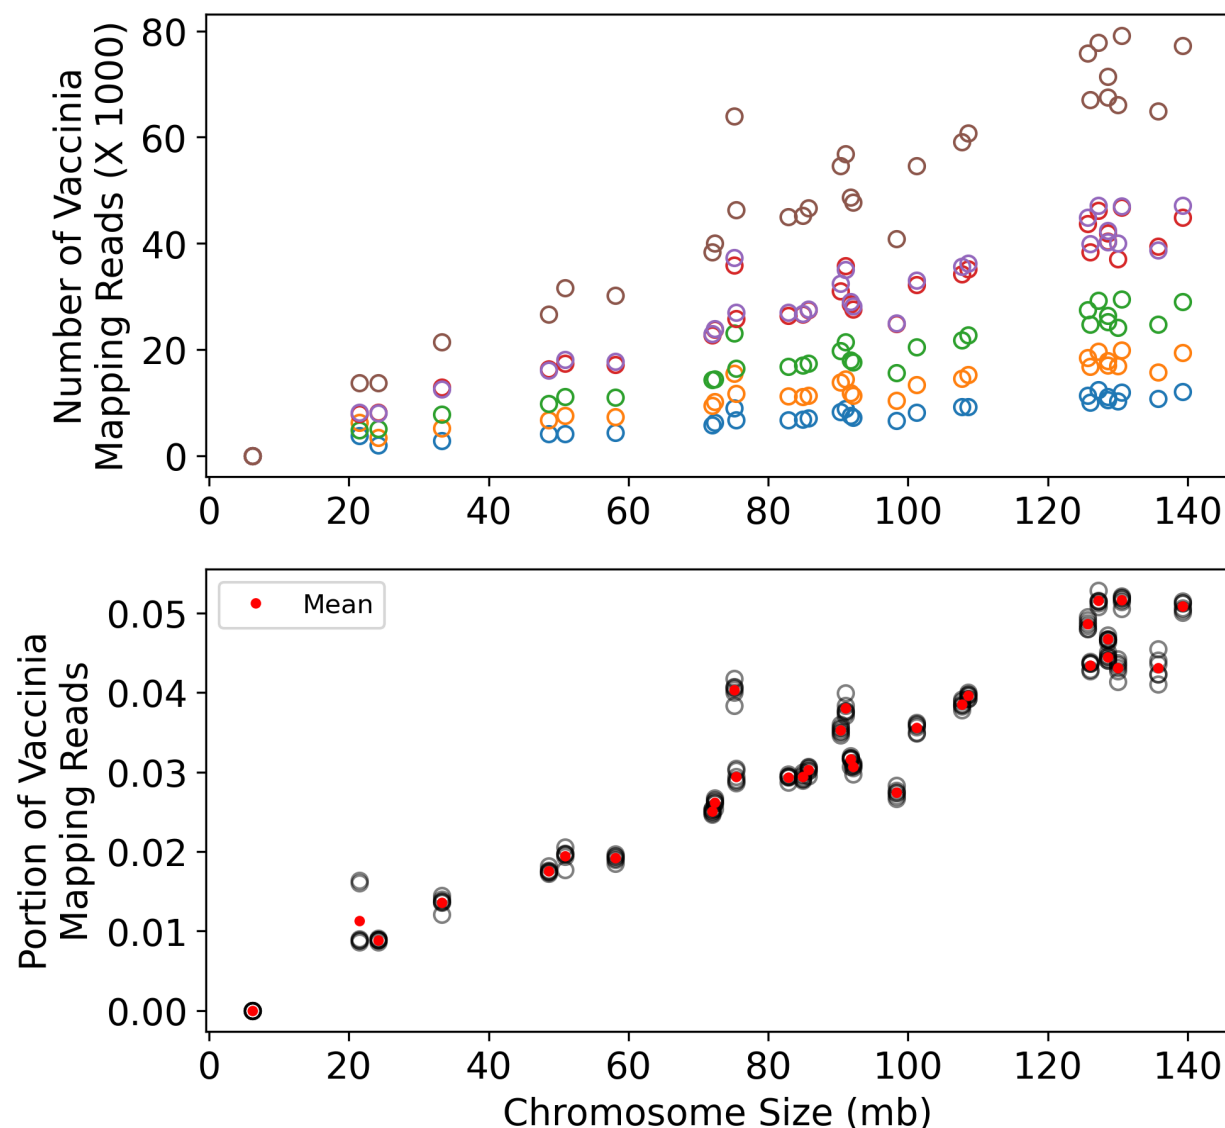 Number of Vaccinia
Mapping Reads (X 1000)
80
60
40
20
0
0 20 40 60 80 100 120 140
Portion of Vaccinia
Mapping Reads
Mean
0.05
0.04
0.03
0.02
0.01
0.00
0 20 40 60 80 100 120 140
Chromosome Size (mb)